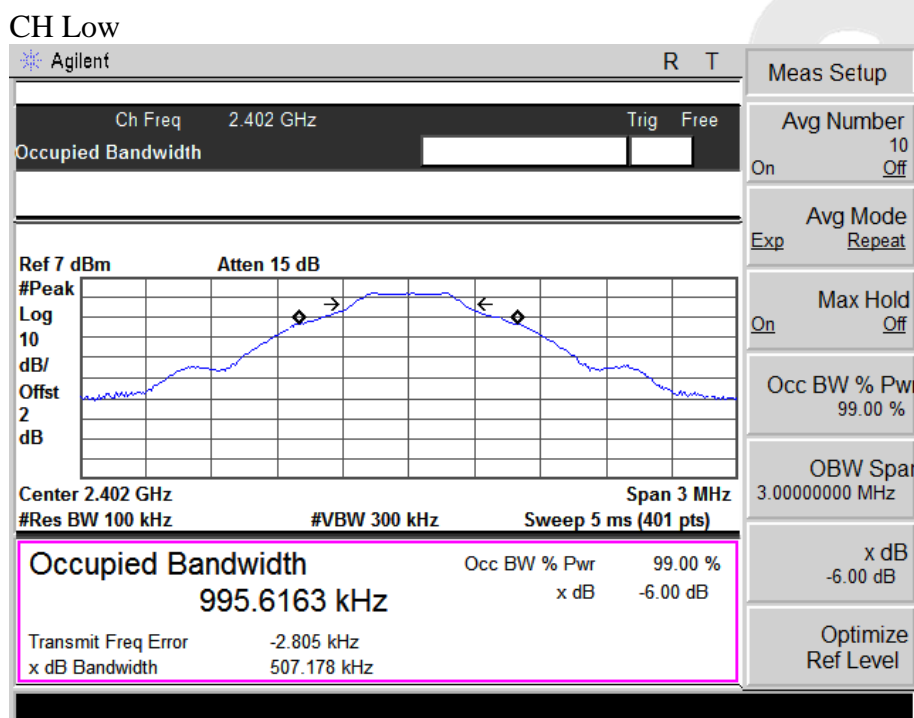 CH Low
Agilent R T
Meas Setup
Ch Freq 2.402 GHz Trig Free
Occupied Bandwidth
Avg Number
10
On Off
Avg Mode
Exp Repeat
Max Hold
On Off
Occ BW % Pwr
99.00 %
OBW Span
3.00000000 MHz
x dB
-6.00 dB
Optimize
Ref Level
Ref 7 dBm Atten 15 dB
#Peak
Log
10
dB/
Offst
2
dB
Center 2.402 GHz Span 3 MHz
#Res BW 100 kHz #VBW 300 kHz Sweep 5 ms (401 pts)
Occupied Bandwidth
995.6163 kHz
Occ BW % Pwr 99.00 %
x dB -6.00 dB
Transmit Freq Error -2.805 kHz
x dB Bandwidth 507.178 kHz